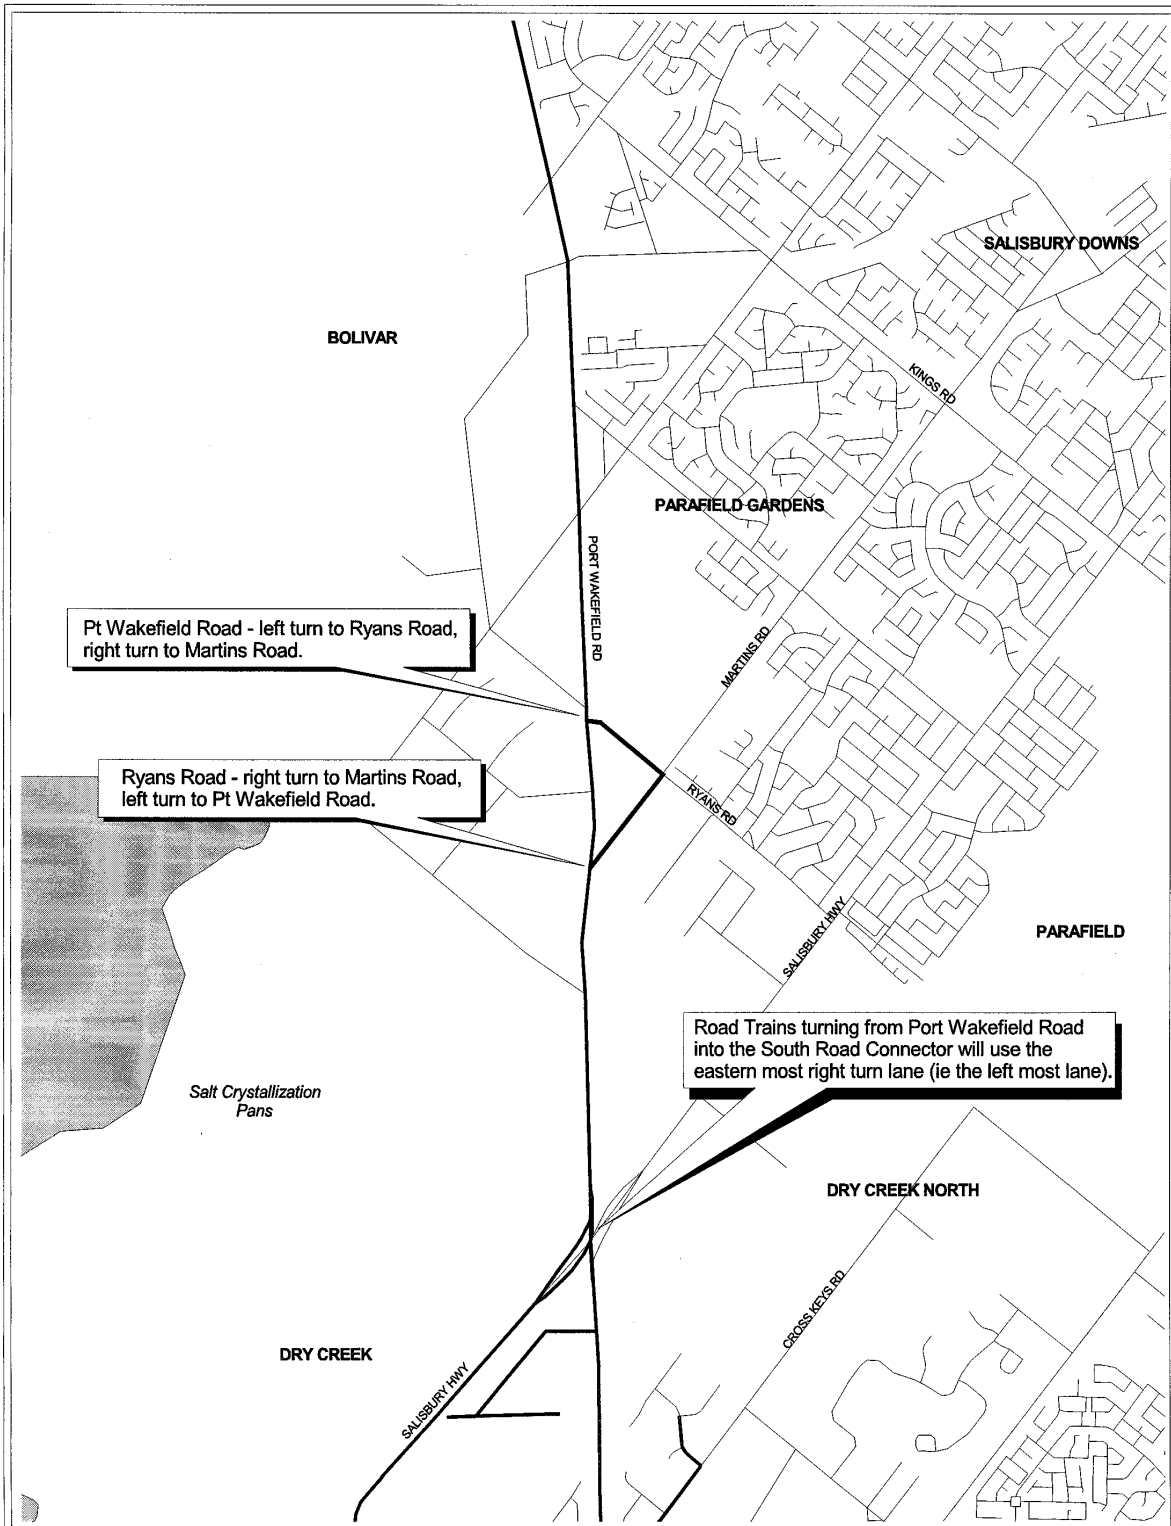 SALISBURY DOWNS
BOLIVAR
KINGS RD
PARAFIELD GARDENS
PORT WAKEFIELD RD
Pt Wakefield Road - left turn to Ryans Road,
right turn to Martins Road.
MARTINS RD
Ryans Road - right turn to Martins Road,
left turn to Pt Wakefield Road.
RYANS RD
SALISBURY HWY
PARAFIELD
Road Trains turning from Port Wakefield Road
into the South Road Connector will use the
eastern most right turn lane (ie the left most lane).
Salt Crystallization
Pans
DRY CREEK NORTH
CROSS KEYS RD
DRY CREEK
SALISBURY HWY